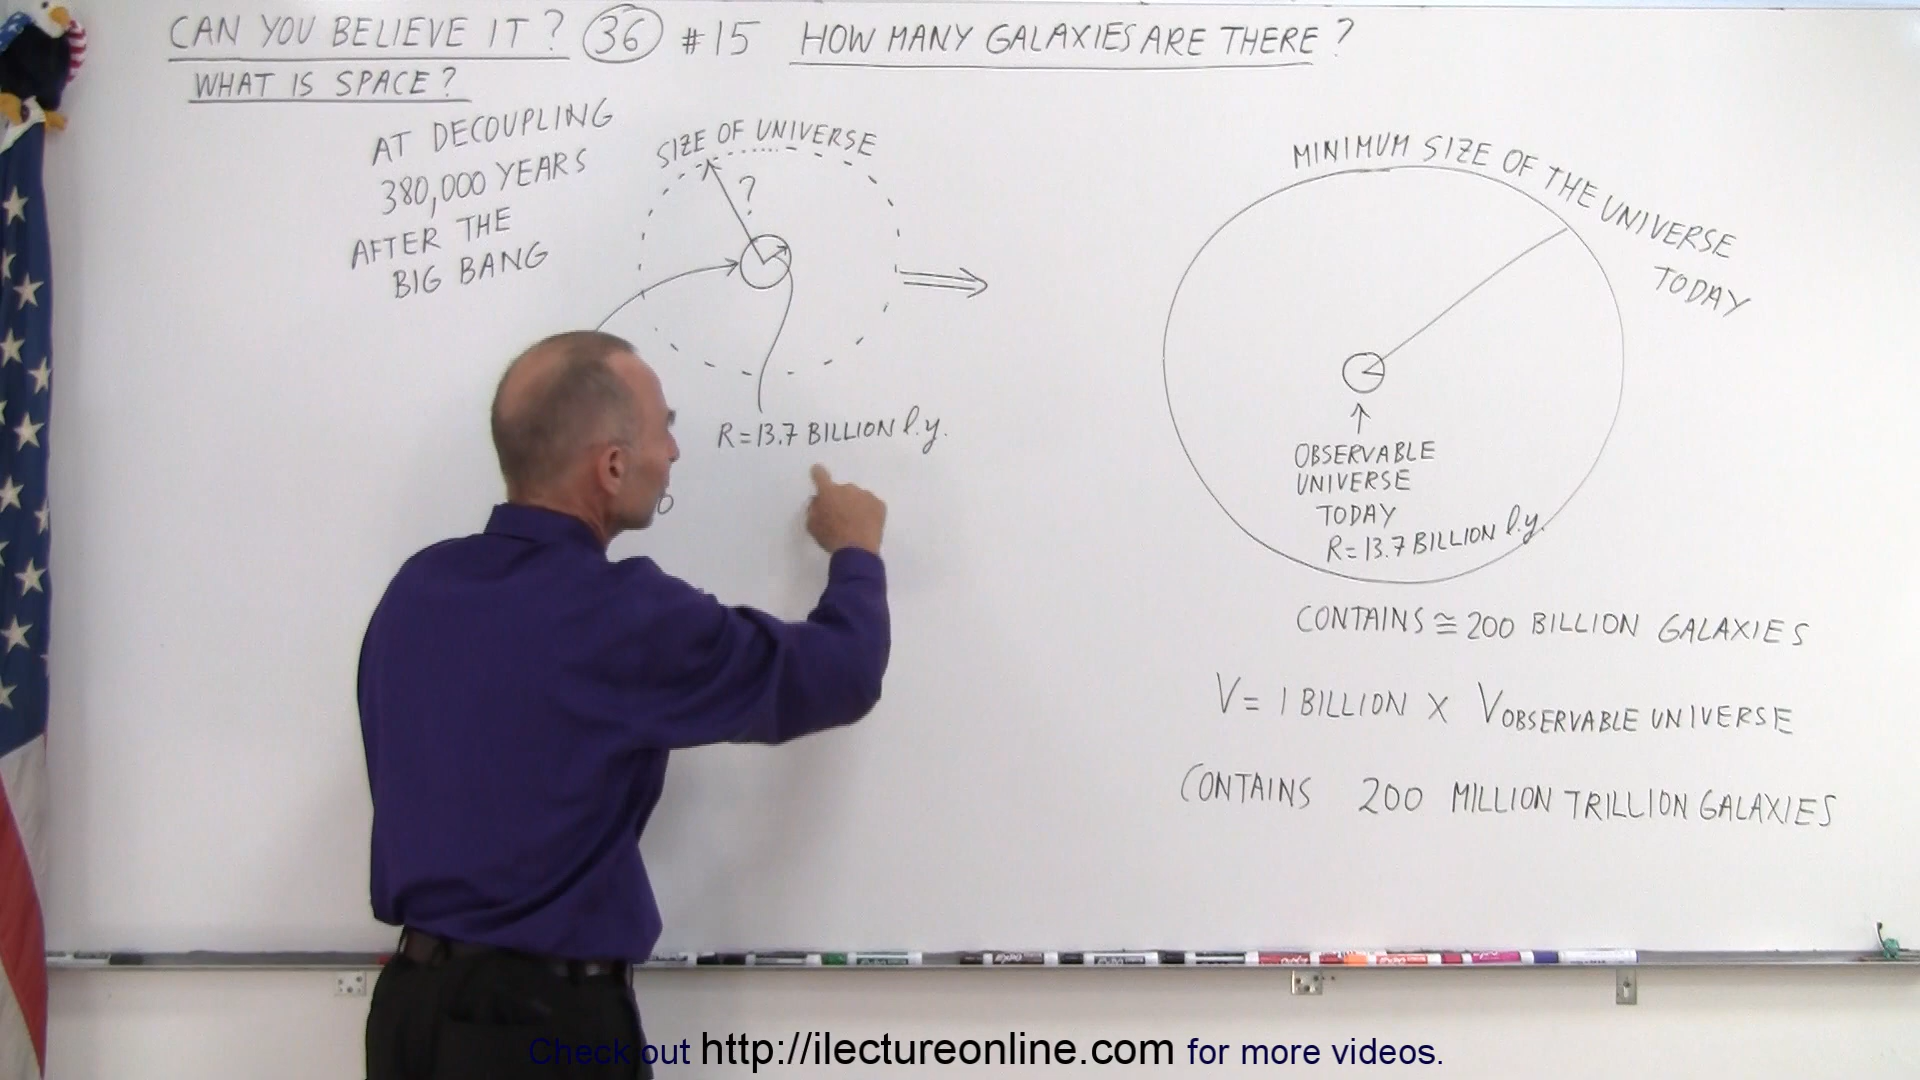 CAN YOU BELIEVE IT? 36 #15 HOW MANY GALAXIES ARE THERE?
WHAT IS SPACE?
AT DECOUPLING
380,000 YEARS
AFTER THE
BIG BANG
SIZE OF UNIVERSE
?
R=13.7 BILLION l.y.
MINIMUM SIZE OF THE UNIVERSE
TODAY
OBSERVABLE
UNIVERSE
TODAY
R=13.7 BILLION l.y.
CONTAINS ≅ 200 BILLION GALAXIES
V = 1 BILLION X VOBSERVABLE UNIVERSE
CONTAINS 200 MILLION TRILLION GALAXIES
Check out http://ilectureonline.com for more videos.